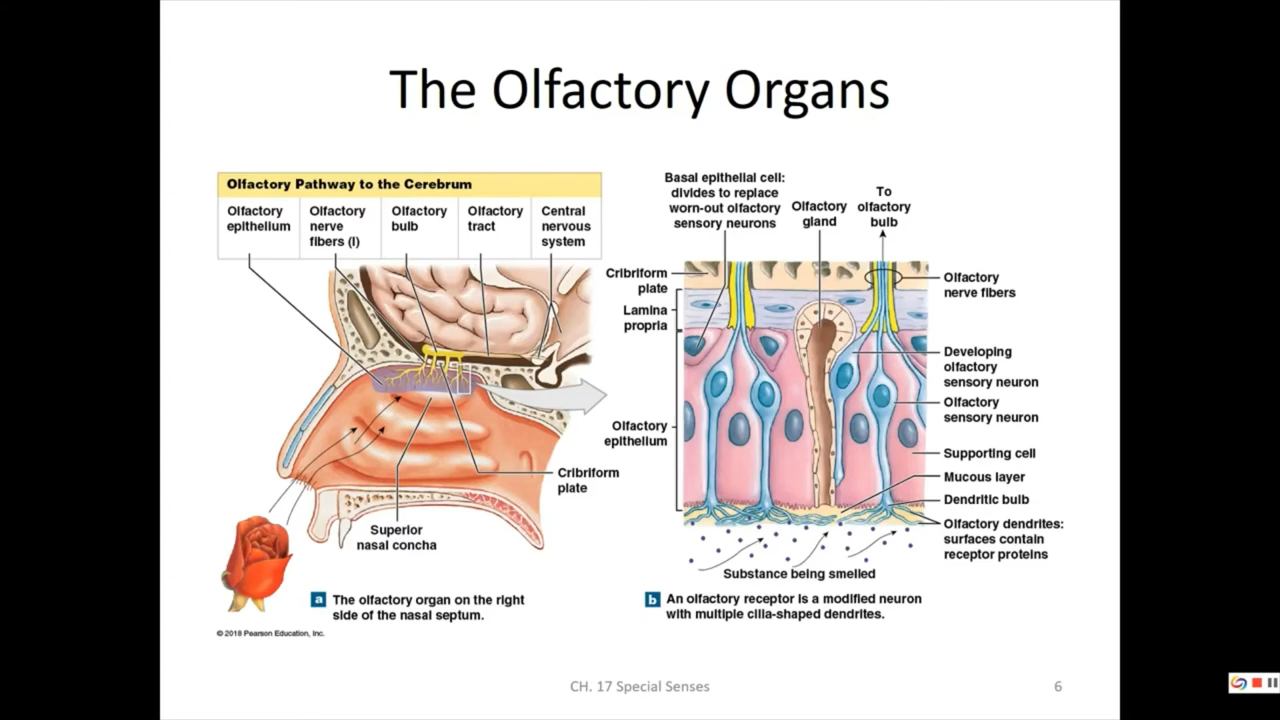 The Olfactory Organs
Olfactory Pathway to the Cerebrum
Olfactory
epithelium
Olfactory
nerve
fibers (I)
Olfactory
bulb
Olfactory
tract
Central
nervous
system
Cribriform
plate
Superior
nasal concha
a The olfactory organ on the right
side of the nasal septum.
© 2018 Pearson Education, Inc.
Basal epithelial cell:
divides to replace
worn-out olfactory
sensory neurons
Olfactory
gland
To
olfactory
bulb
Cribriform
plate
Lamina
propria
Olfactory
epithelium
Olfactory
nerve fibers
Developing
olfactory
sensory neuron
Olfactory
sensory neuron
Supporting cell
Mucous layer
Dendritic bulb
Olfactory dendrites:
surfaces contain
receptor proteins
Substance being smelled
b An olfactory receptor is a modified neuron
with multiple cilia-shaped dendrites.
CH. 17 Special Senses
6